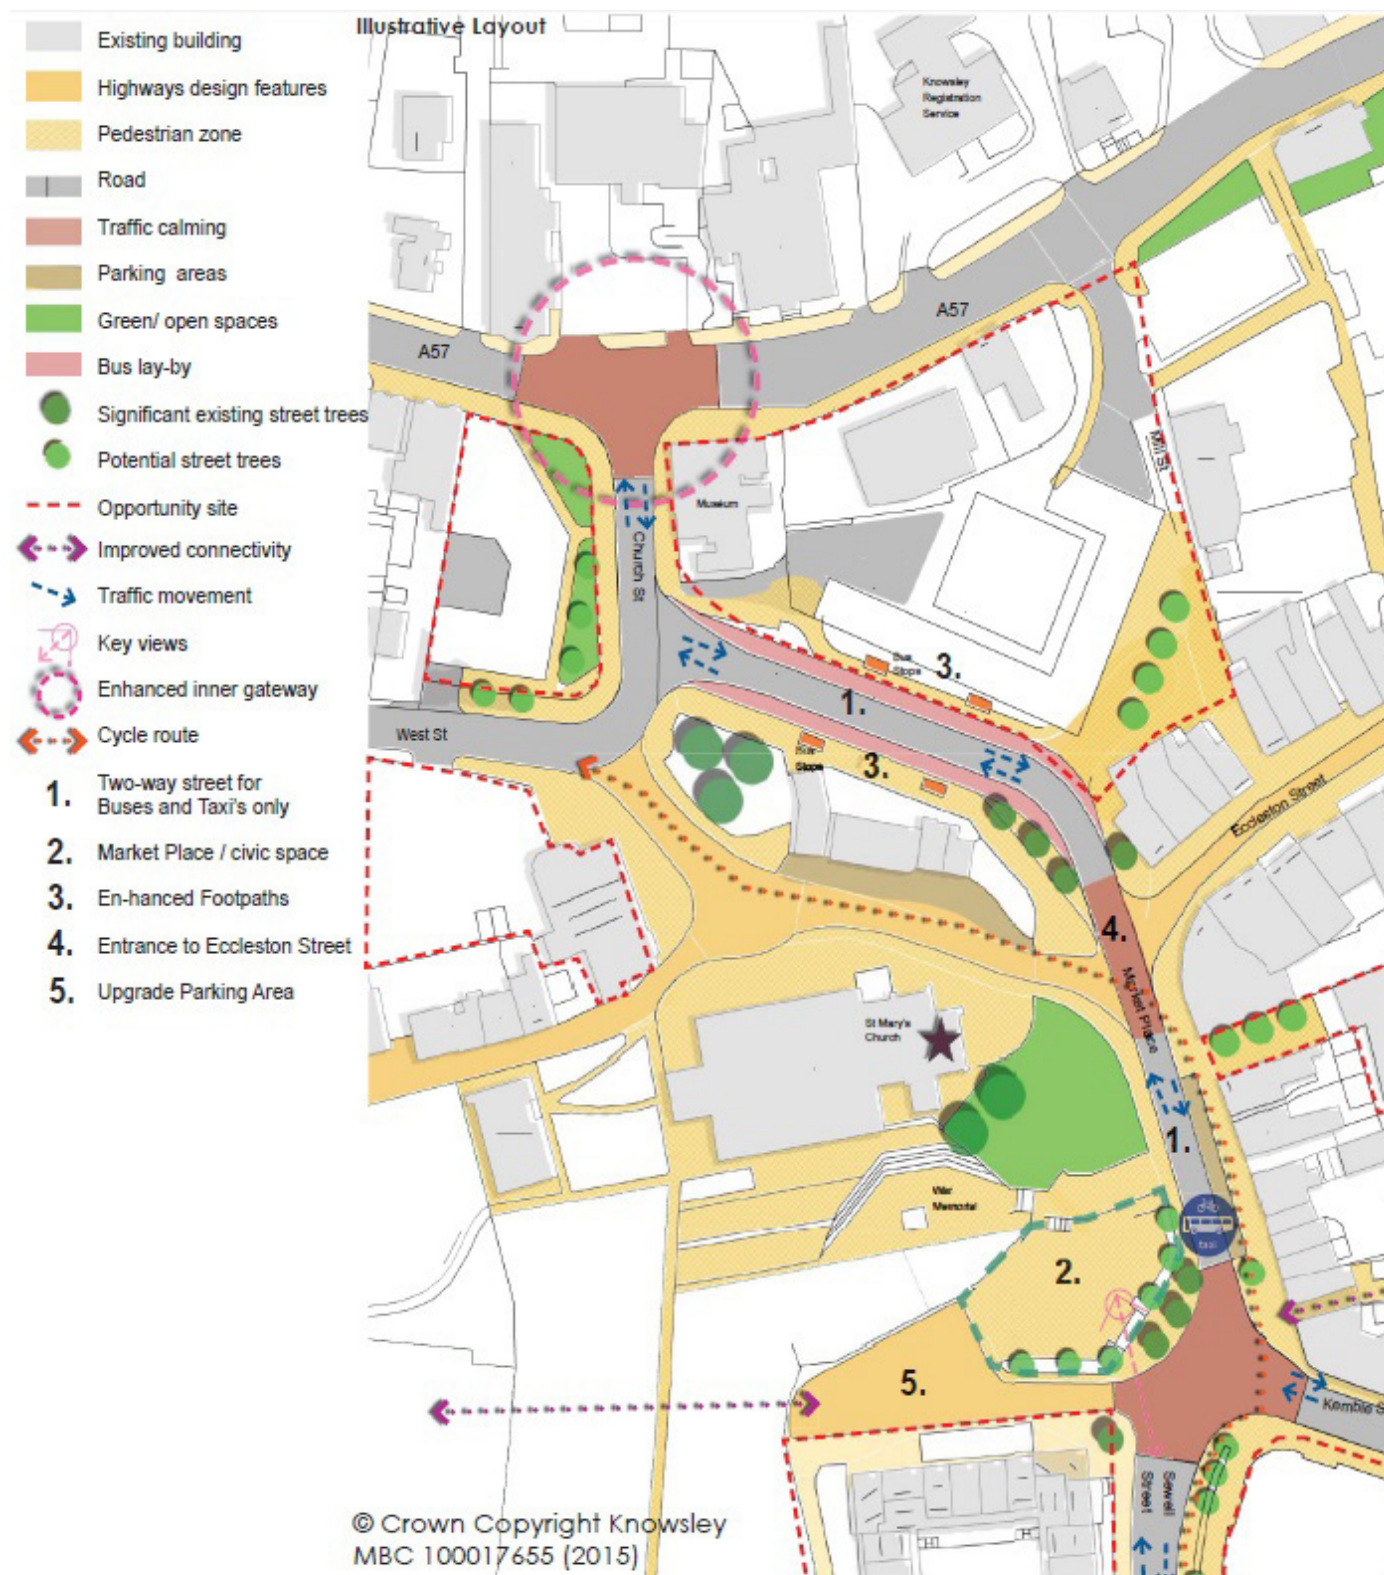 Illustrative Layout
Existing building
Highways design features
Pedestrian zone
Road
Traffic calming
Parking areas
Green/ open spaces
Bus lay-by
Significant existing street trees
Potential street trees
Opportunity site
Improved connectivity
Traffic movement
Key views
Enhanced inner gateway
Cycle route
1. Two-way street for
Buses and Taxi's only
2. Market Place / civic space
3. En-hanced Footpaths
4. Entrance to Eccleston Street
5. Upgrade Parking Area
Knowsley
Registration
Service
A57
A57
Mill St
Museum
Church St
Bus
Stops
3.
1.
West St
Bus
Stops
3.
Eccleston Street
4.
Market Place
St Mary's
Church
1.
War
Memorial
taxi
2.
5.
Kemble S
Sewell
Street
© Crown Copyright Knowsley
MBC 100017655 (2015)